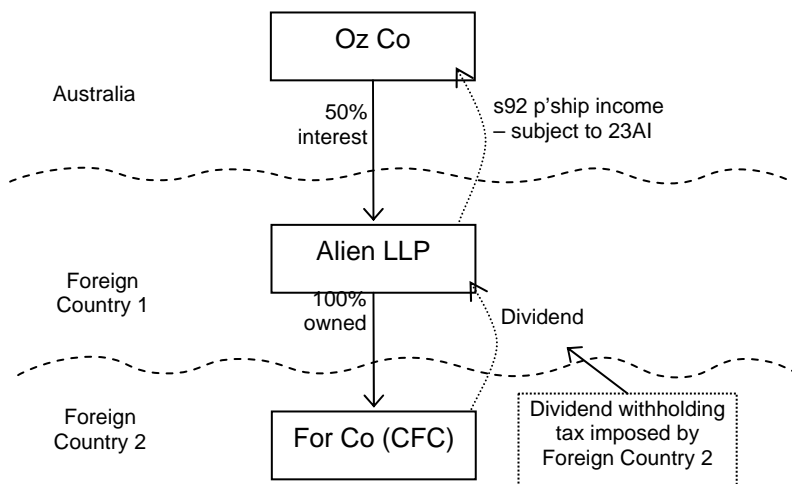 Oz Co
Australia
50%
interest
s92 p'ship income
– subject to 23AI
Alien LLP
Foreign
Country 1
100%
owned
Dividend
Foreign
Country 2
For Co (CFC)
Dividend withholding
tax imposed by
Foreign Country 2